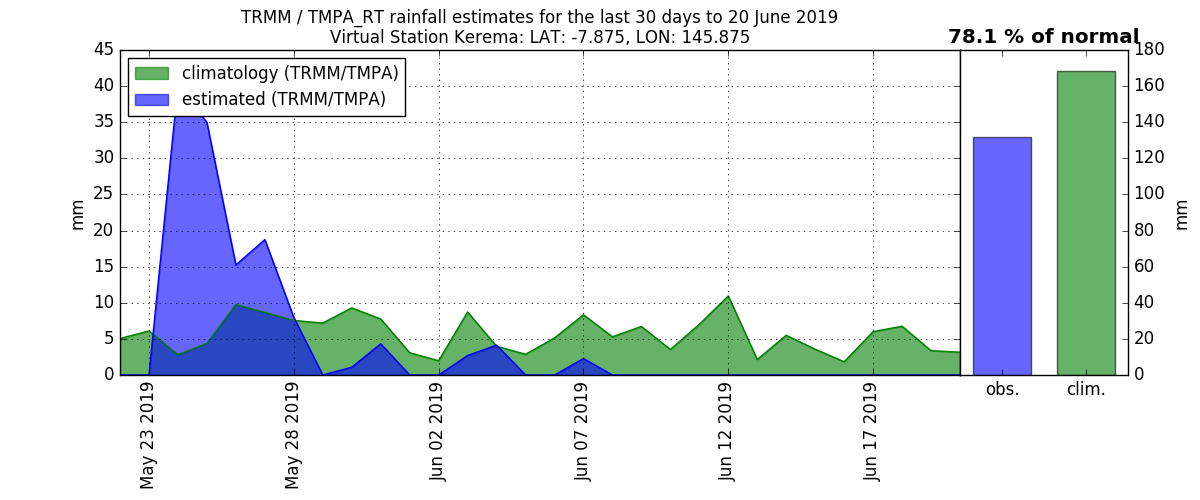 TRMM / TMPA_RT rainfall estimates for the last 30 days to 20 June 2019
Virtual Station Kerema: LAT: -7.875, LON: 145.875
78.1 % of normal
climatology (TRMM/TMPA)
estimated (TRMM/TMPA)
45
40
35
30
25
20
15
10
5
0
mm
May 23 2019
May 28 2019
Jun 02 2019
Jun 07 2019
Jun 12 2019
Jun 17 2019
obs.
clim.
180
160
140
120
100
80
60
40
20
0
mm